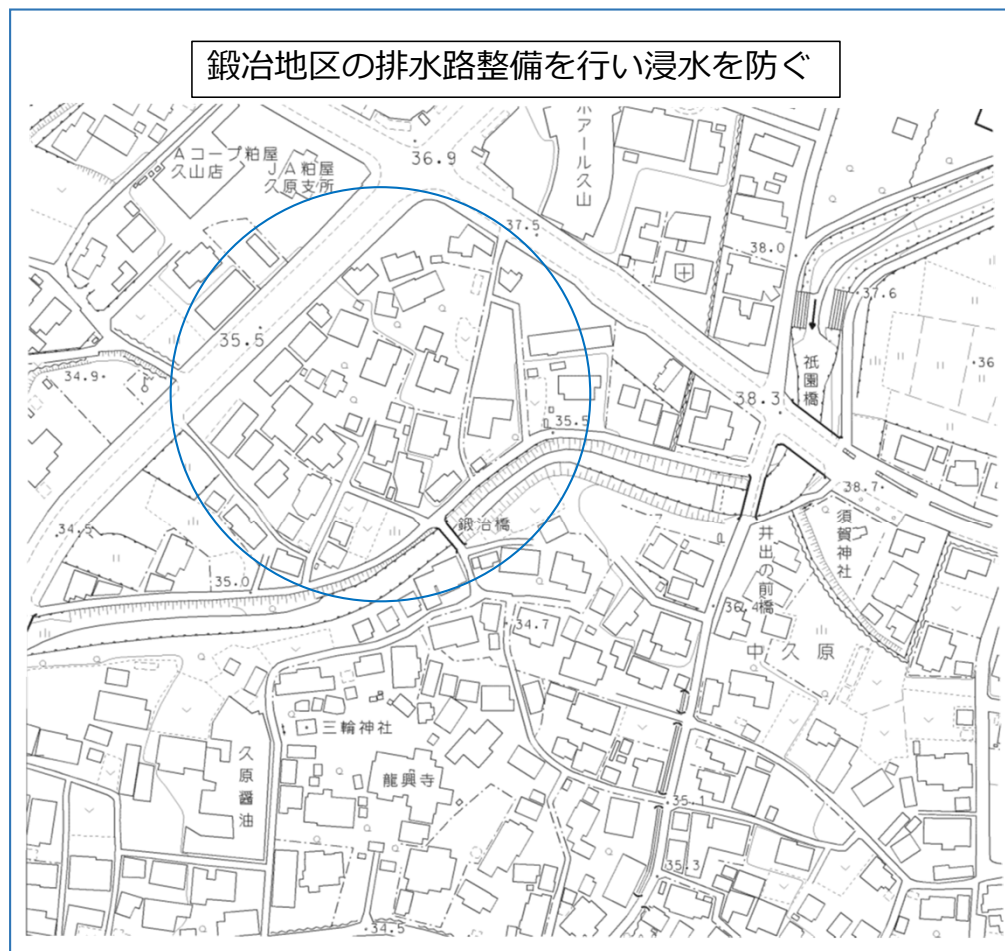 鍛冶地区の排水路整備を行い浸水を防ぐ
Aコープ粕屋
久山店
JA粕屋
久原支所
36.9
ポアール久山
37.5
38.0
37.6
祇園橋
35.5
34.9
36
38.3
35.5
38.7
鍛冶橋
須賀神社
井出の前橋
34.5
35.0
36.4
34.7
中久原
三輪神社
久原醤油
龍興寺
35.1
35.3
34.5